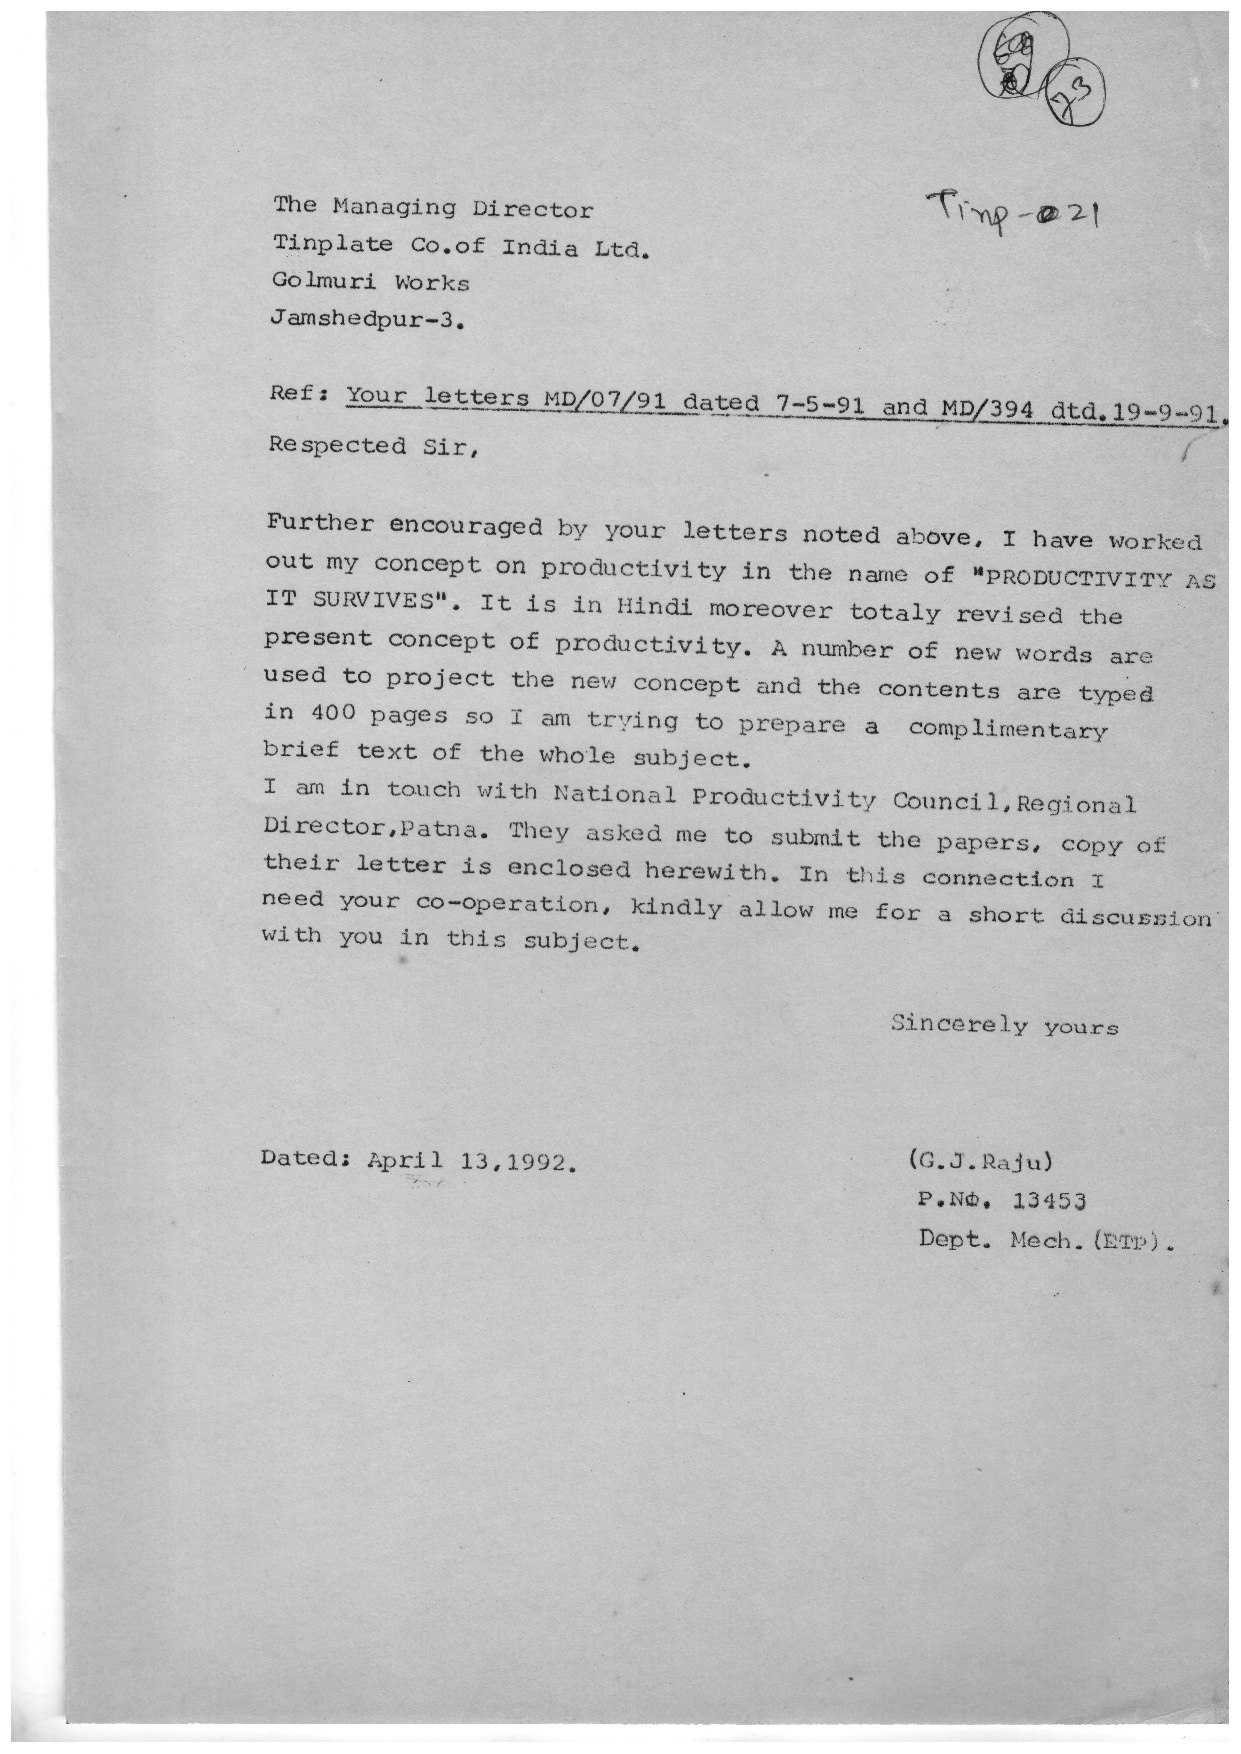 73
Tinp-021
The Managing Director
Tinplate Co.of India Ltd.
Golmuri Works
Jamshedpur-3.
Ref: Your letters MD/07/91 dated 7-5-91 and MD/394 dtd.19-9-91.
Respected Sir,
Further encouraged by your letters noted above, I have worked
out my concept on productivity in the name of "PRODUCTIVITY AS
IT SURVIVES". It is in Hindi moreover totaly revised the
present concept of productivity. A number of new words are
used to project the new concept and the contents are typed
in 400 pages so I am trying to prepare a complimentary
brief text of the whole subject.
I am in touch with National Productivity Council,Regional
Director,Patna. They asked me to submit the papers, copy of
their letter is enclosed herewith. In this connection I
need your co-operation, kindly allow me for a short discussion
with you in this subject.
Sincerely yours
Dated: April 13,1992.
(G.J.Raju)
P.No. 13453
Dept. Mech.(ETP).